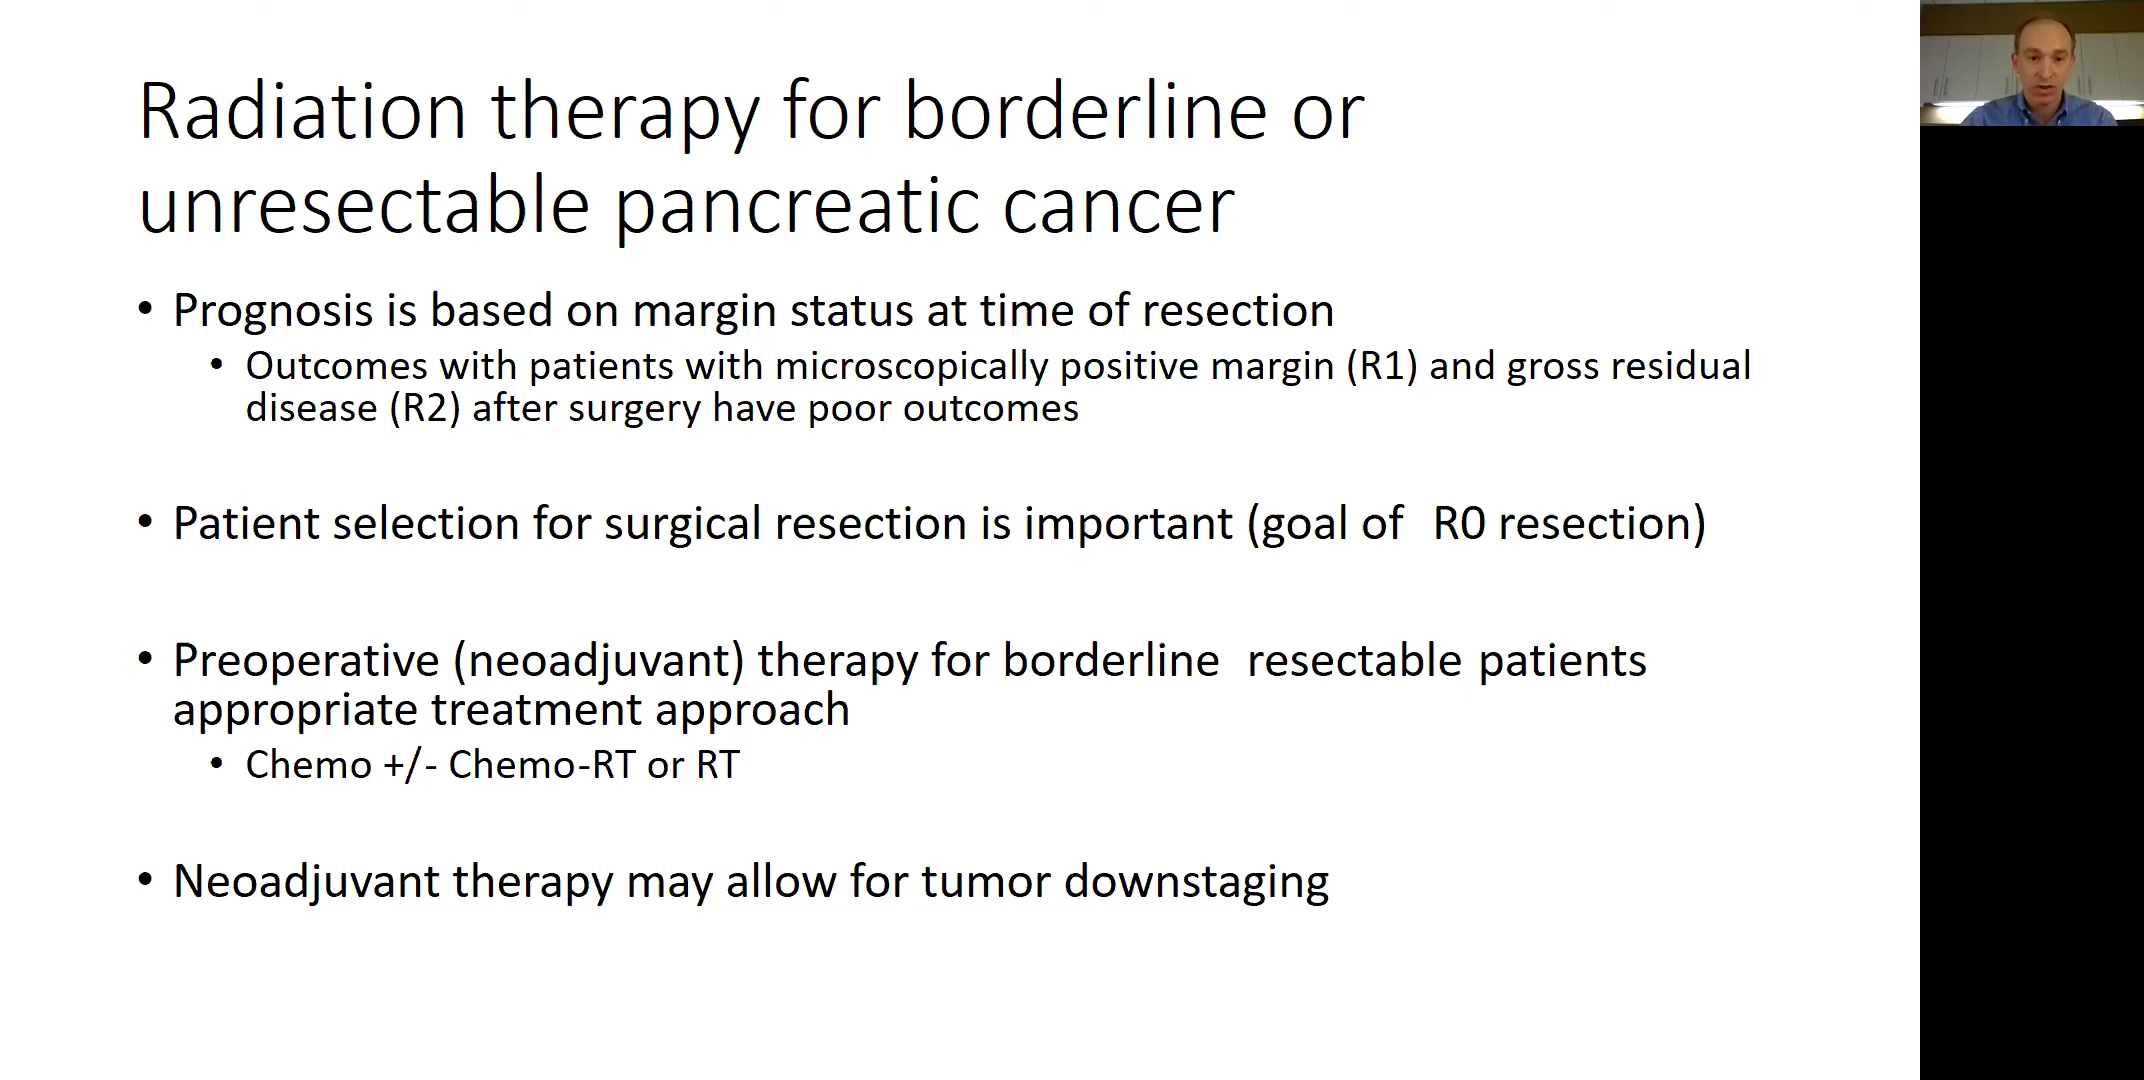 Radiation therapy for borderline or
unresectable pancreatic cancer
• Prognosis is based on margin status at time of resection
• Outcomes with patients with microscopically positive margin (R1) and gross residual
disease (R2) after surgery have poor outcomes
• Patient selection for surgical resection is important (goal of R0 resection)
• Preoperative (neoadjuvant) therapy for borderline resectable patients
appropriate treatment approach
• Chemo +/- Chemo-RT or RT
• Neoadjuvant therapy may allow for tumor downstaging